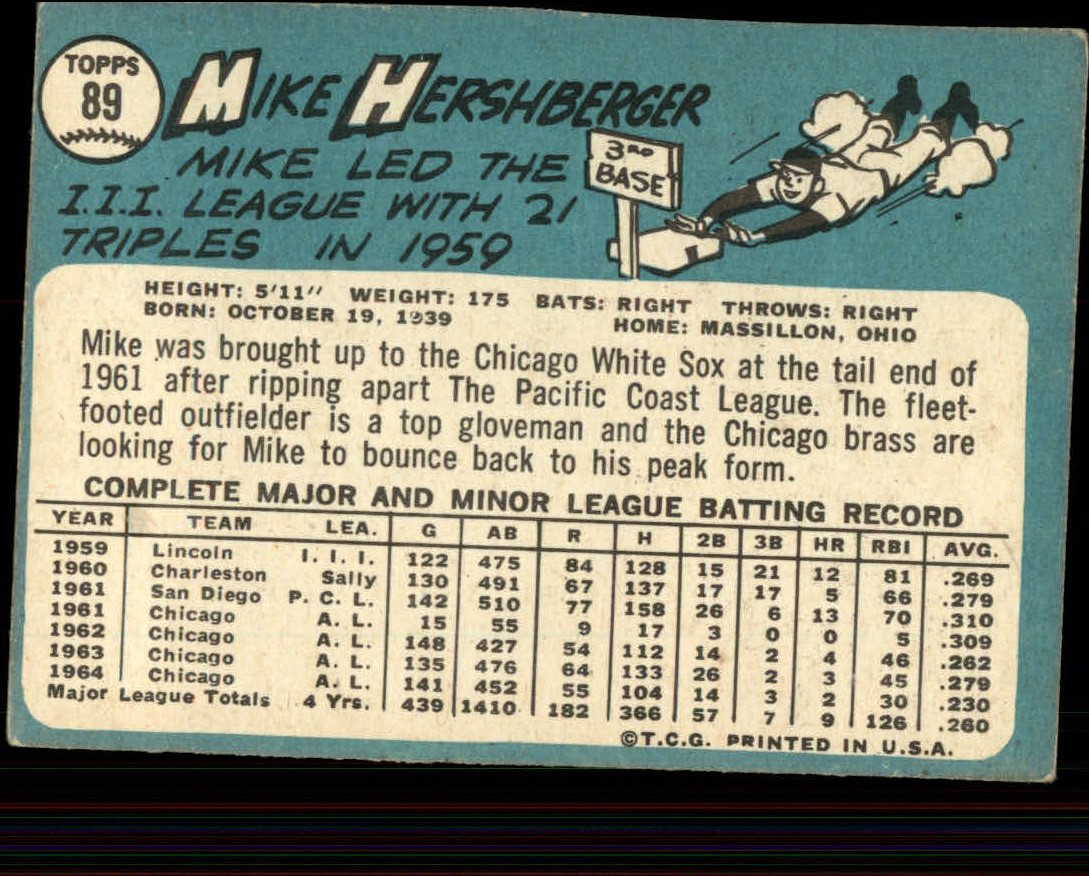 TOPPS
89
MIKE HERSHBERGER
MIKE LED THE
I.I.I. LEAGUE WITH 21
TRIPLES IN 1959
3RD
BASE
HEIGHT: 5'11" WEIGHT: 175 BATS: RIGHT THROWS: RIGHT
BORN: OCTOBER 19, 1939 HOME: MASSILLON, OHIO
Mike was brought up to the Chicago White Sox at the tail end of
1961 after ripping apart The Pacific Coast League. The fleet-
footed outfielder is a top gloveman and the Chicago brass are
looking for Mike to bounce back to his peak form.
COMPLETE MAJOR AND MINOR LEAGUE BATTING RECORD
YEAR TEAM LEA. G AB R H 2B 3B HR RBI AVG.
1959 Lincoln I. I. I. 122 475 84 128 15 21 12 81 .269
1960 Charleston Sally 130 491 67 137 17 17 5 66 .279
1961 San Diego P. C. L. 142 510 77 158 26 6 13 70 .310
1961 Chicago A. L. 15 55 9 17 3 0 0 5 .309
1962 Chicago A. L. 148 427 54 112 14 2 4 46 .262
1963 Chicago A. L. 135 476 64 133 26 2 3 45 .279
1964 Chicago A. L. 141 452 55 104 14 3 2 30 .230
Major League Totals 4 Yrs. 439 1410 182 366 57 7 9 126 .260
©T.C.G. PRINTED IN U.S.A.